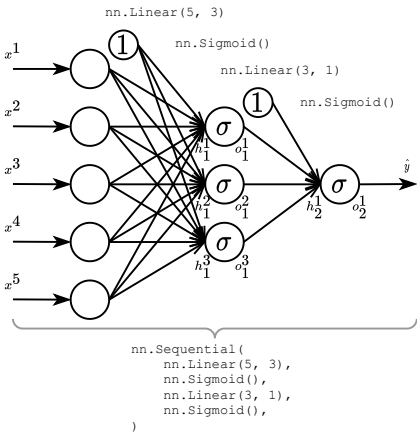 nn.Linear(5, 3)
x¹ 1 nn.Sigmoid()
nn.Linear(3, 1)
x² 1 nn.Sigmoid()
σ
h₁¹ o₁¹
x³ σ σ ŷ
h₁² o₁² h₂¹ o₂¹
x⁴ σ
h₁³ o₁³
x⁵
nn.Sequential(
    nn.Linear(5, 3),
    nn.Sigmoid(),
    nn.Linear(3, 1),
    nn.Sigmoid(),
)